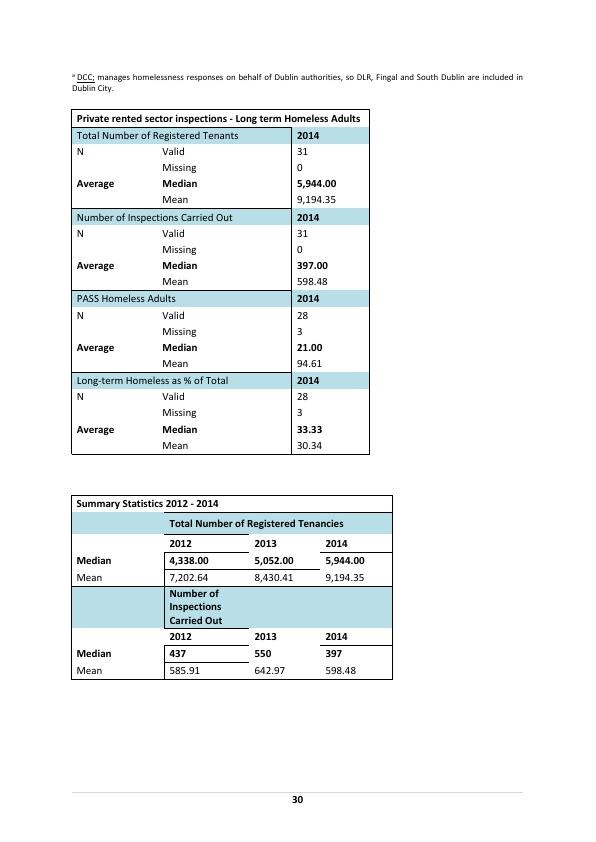 a DCC; manages homelessness responses on behalf of Dublin authorities, so DLR, Fingal and South Dublin are included in
Dublin City.
Private rented sector inspections - Long term Homeless Adults
Total Number of Registered Tenants 2014
N Valid 31
Missing 0
Average Median 5,944.00
Mean 9,194.35
Number of Inspections Carried Out 2014
N Valid 31
Missing 0
Average Median 397.00
Mean 598.48
PASS Homeless Adults 2014
N Valid 28
Missing 3
Average Median 21.00
Mean 94.61
Long-term Homeless as % of Total 2014
N Valid 28
Missing 3
Average Median 33.33
Mean 30.34
Summary Statistics 2012 - 2014
Total Number of Registered Tenancies
2012 2013 2014
Median 4,338.00 5,052.00 5,944.00
Mean 7,202.64 8,430.41 9,194.35
Number of
Inspections
Carried Out
2012 2013 2014
Median 437 550 397
Mean 585.91 642.97 598.48
30